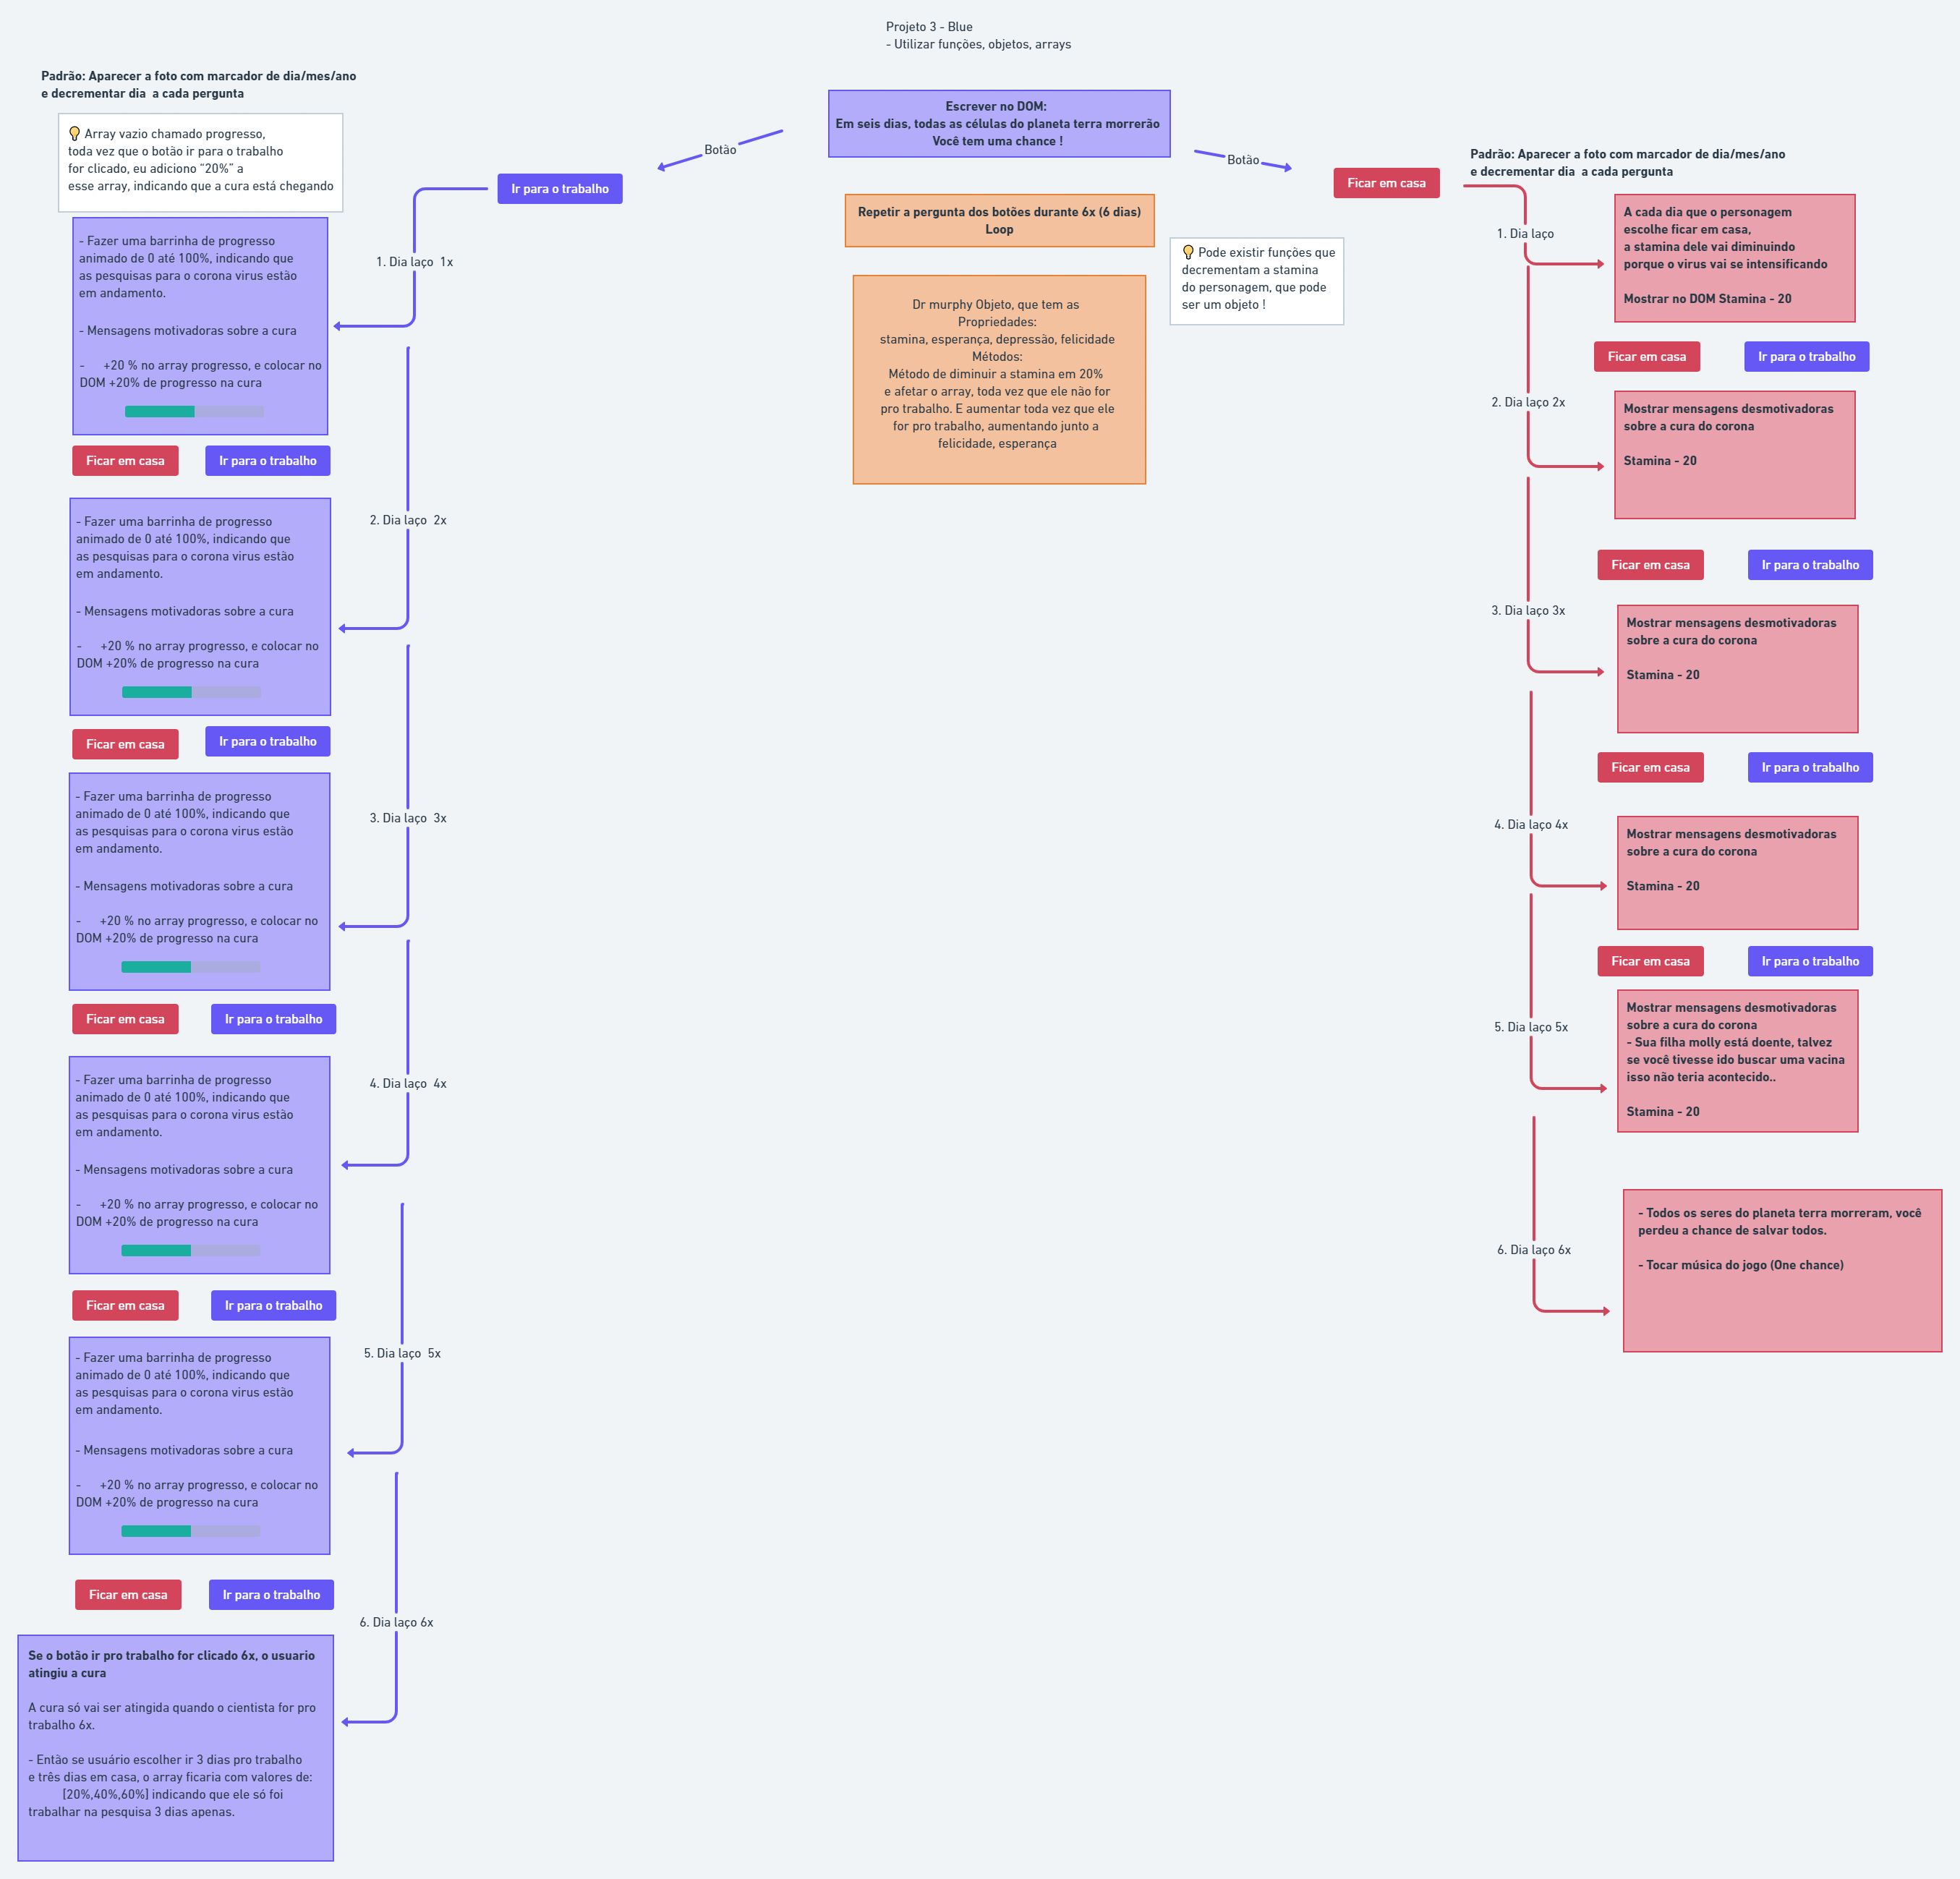 Projeto 3 - Blue
- Utilizar funções, objetos, arrays
Padrão: Aparecer a foto com marcador de dia/mes/ano
e decrementar dia  a cada pergunta
💡 Array vazio chamado progresso,
toda vez que o botão ir para o trabalho
for clicado, eu adiciono “20%” a
esse array, indicando que a cura está chegando
Escrever no DOM:
Em seis dias, todas as células do planeta terra morrerão
Você tem uma chance !
Botão
Botão
Ir para o trabalho
Ficar em casa
Padrão: Aparecer a foto com marcador de dia/mes/ano
e decrementar dia  a cada pergunta
Repetir a pergunta dos botões durante 6x (6 dias)
Loop
💡 Pode existir funções que
decrementam a stamina
do personagem, que pode
ser um objeto !
Dr murphy Objeto, que tem as
Propriedades:
stamina, esperança, depressão, felicidade
Métodos:
Método de diminuir a stamina em 20%
e afetar o array, toda vez que ele não for
pro trabalho. E aumentar toda vez que ele
for pro trabalho, aumentando junto a
felicidade, esperança
1. Dia laço  1x
- Fazer uma barrinha de progresso
animado de 0 até 100%, indicando que
as pesquisas para o corona virus estão
em andamento.
- Mensagens motivadoras sobre a cura
-     +20 % no array progresso, e colocar no
DOM +20% de progresso na cura
Ficar em casa
Ir para o trabalho
2. Dia laço  2x
- Fazer uma barrinha de progresso
animado de 0 até 100%, indicando que
as pesquisas para o corona virus estão
em andamento.
- Mensagens motivadoras sobre a cura
-     +20 % no array progresso, e colocar no
DOM +20% de progresso na cura
Ficar em casa
Ir para o trabalho
3. Dia laço  3x
- Fazer uma barrinha de progresso
animado de 0 até 100%, indicando que
as pesquisas para o corona virus estão
em andamento.
- Mensagens motivadoras sobre a cura
-     +20 % no array progresso, e colocar no
DOM +20% de progresso na cura
Ficar em casa
Ir para o trabalho
4. Dia laço  4x
- Fazer uma barrinha de progresso
animado de 0 até 100%, indicando que
as pesquisas para o corona virus estão
em andamento.
- Mensagens motivadoras sobre a cura
-     +20 % no array progresso, e colocar no
DOM +20% de progresso na cura
Ficar em casa
Ir para o trabalho
5. Dia laço  5x
- Fazer uma barrinha de progresso
animado de 0 até 100%, indicando que
as pesquisas para o corona virus estão
em andamento.
- Mensagens motivadoras sobre a cura
-     +20 % no array progresso, e colocar no
DOM +20% de progresso na cura
Ficar em casa
Ir para o trabalho
6. Dia laço 6x
Se o botão ir pro trabalho for clicado 6x, o usuario
atingiu a cura
A cura só vai ser atingida quando o cientista for pro
trabalho 6x.
- Então se usuário escolher ir 3 dias pro trabalho
e três dias em casa, o array ficaria com valores de:
[20%,40%,60%] indicando que ele só foi
trabalhar na pesquisa 3 dias apenas.
1. Dia laço
A cada dia que o personagem
escolhe ficar em casa,
a stamina dele vai diminuindo
porque o virus vai se intensificando
Mostrar no DOM Stamina - 20
Ficar em casa
Ir para o trabalho
2. Dia laço 2x
Mostrar mensagens desmotivadoras
sobre a cura do corona
Stamina - 20
Ficar em casa
Ir para o trabalho
3. Dia laço 3x
Mostrar mensagens desmotivadoras
sobre a cura do corona
Stamina - 20
Ficar em casa
Ir para o trabalho
4. Dia laço 4x
Mostrar mensagens desmotivadoras
sobre a cura do corona
Stamina - 20
Ficar em casa
Ir para o trabalho
5. Dia laço 5x
Mostrar mensagens desmotivadoras
sobre a cura do corona
- Sua filha molly está doente, talvez
se você tivesse ido buscar uma vacina
isso não teria acontecido..
Stamina - 20
6. Dia laço 6x
- Todos os seres do planeta terra morreram, você
perdeu a chance de salvar todos.
- Tocar música do jogo (One chance)